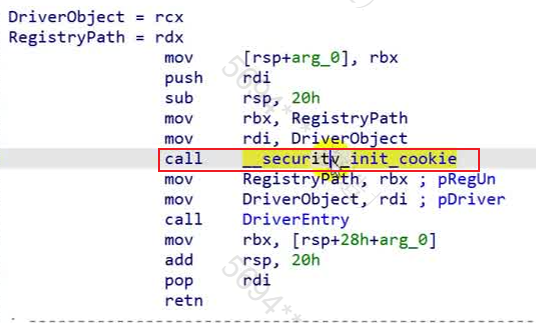 DriverObject = rcx
RegistryPath = rdx
mov [rsp+arg_0], rbx
push rdi
sub rsp, 20h
mov rbx, RegistryPath
mov rdi, DriverObject
call __security_init_cookie
mov RegistryPath, rbx ; pRegUn
mov DriverObject, rdi ; pDriver
call DriverEntry
mov rbx, [rsp+28h+arg_0]
add rsp, 20h
pop rdi
retn
; ---------------------------------------------------------------